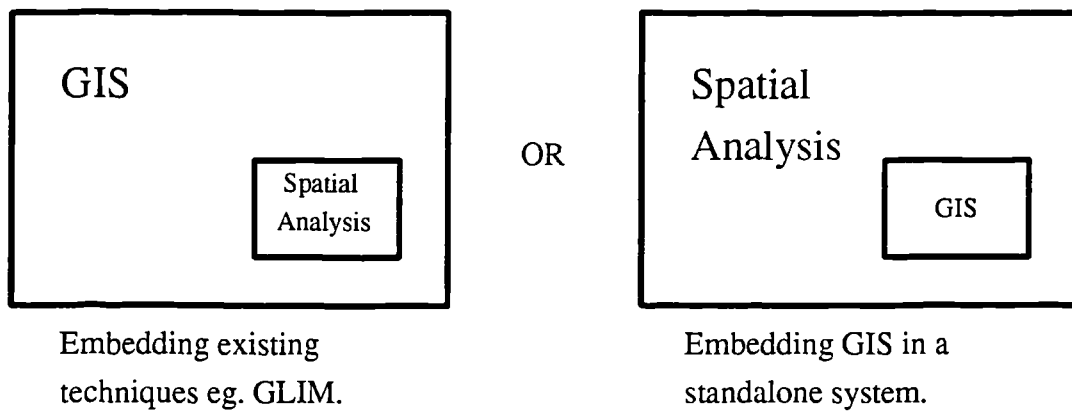 GIS
Spatial
Analysis
Embedding existing
techniques eg. GLIM.
OR
Spatial
Analysis
GIS
Embedding GIS in a
standalone system.